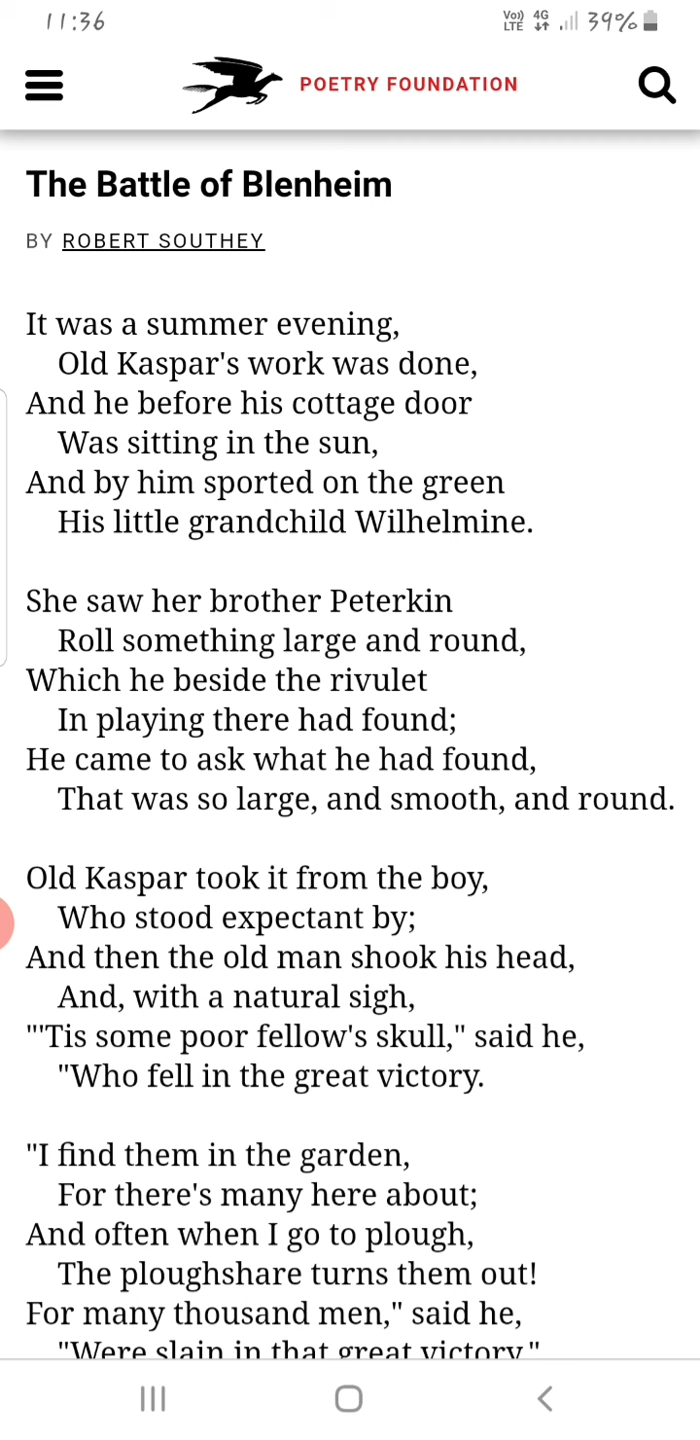 11:36
Vo)) LTE 4G 39%
POETRY FOUNDATION
The Battle of Blenheim
BY ROBERT SOUTHEY
It was a summer evening,
Old Kaspar's work was done,
And he before his cottage door
Was sitting in the sun,
And by him sported on the green
His little grandchild Wilhelmine.
She saw her brother Peterkin
Roll something large and round,
Which he beside the rivulet
In playing there had found;
He came to ask what he had found,
That was so large, and smooth, and round.
Old Kaspar took it from the boy,
Who stood expectant by;
And then the old man shook his head,
And, with a natural sigh,
"'Tis some poor fellow's skull," said he,
"Who fell in the great victory.
"I find them in the garden,
For there's many here about;
And often when I go to plough,
The ploughshare turns them out!
For many thousand men," said he,
"Were slain in that great victory."